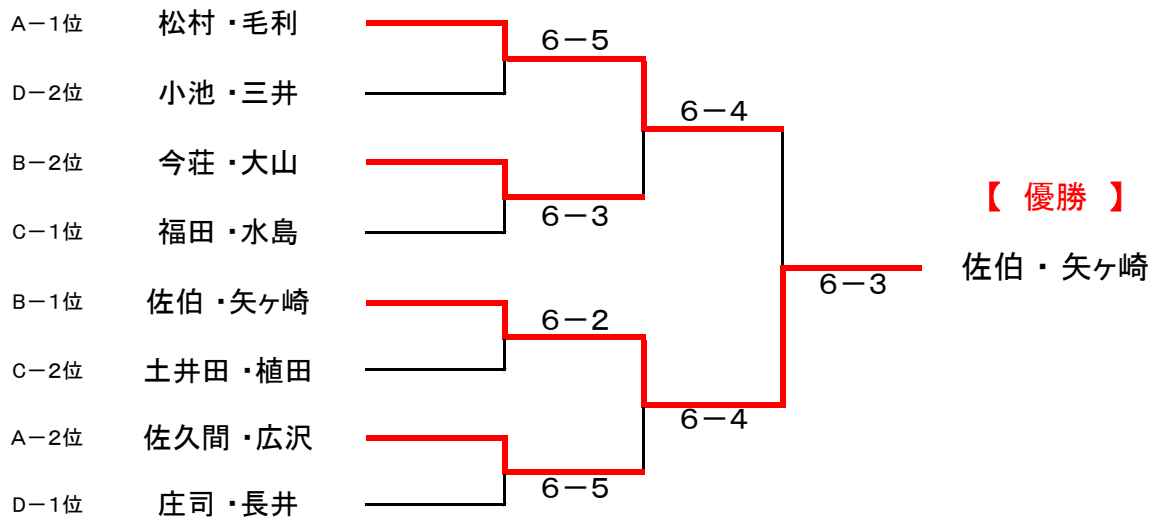 A－1位 松村・毛利
6－5
D－2位 小池・三井
6－4
B－2位 今荘・大山
【 優勝 】
6－3
C－1位 福田・水島
佐伯・矢ヶ崎
6－3
B－1位 佐伯・矢ヶ崎
6－2
C－2位 土井田・植田
6－4
A－2位 佐久間・広沢
6－5
D－1位 庄司・長井